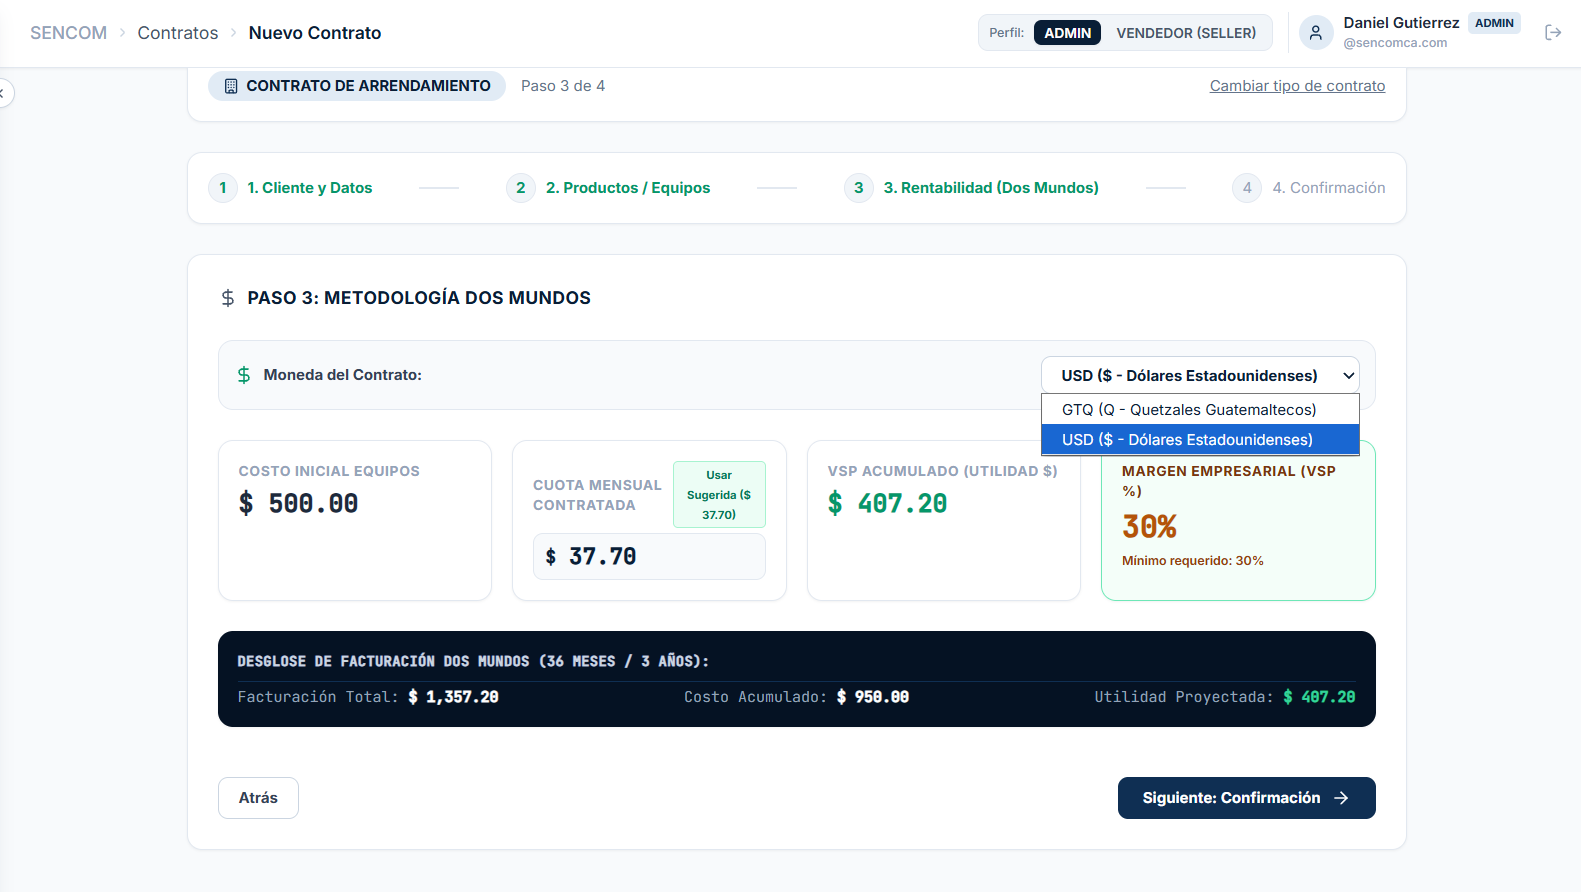 SENCOM > Contratos > Nuevo Contrato
Perfil: ADMIN VENDEDOR (SELLER)
Daniel Gutierrez ADMIN
@sencomca.com
CONTRATO DE ARRENDAMIENTO Paso 3 de 4 Cambiar tipo de contrato
1 1. Cliente y Datos 2 2. Productos / Equipos 3 3. Rentabilidad (Dos Mundos) 4 4. Confirmación
$ PASO 3: METODOLOGÍA DOS MUNDOS
$ Moneda del Contrato: USD ($ - Dólares Estadounidenses)
GTQ (Q - Quetzales Guatemaltecos)
USD ($ - Dólares Estadounidenses)
COSTO INICIAL EQUIPOS
$ 500.00
CUOTA MENSUAL
CONTRATADA
Usar
Sugerida ($
37.70)
$ 37.70
VSP ACUMULADO (UTILIDAD $)
$ 407.20
MARGEN EMPRESARIAL (VSP
%)
30%
Mínimo requerido: 30%
DESGLOSE DE FACTURACIÓN DOS MUNDOS (36 MESES / 3 AÑOS):
Facturación Total: $ 1,357.20 Costo Acumulado: $ 950.00 Utilidad Proyectada: $ 407.20
Atrás Siguiente: Confirmación →